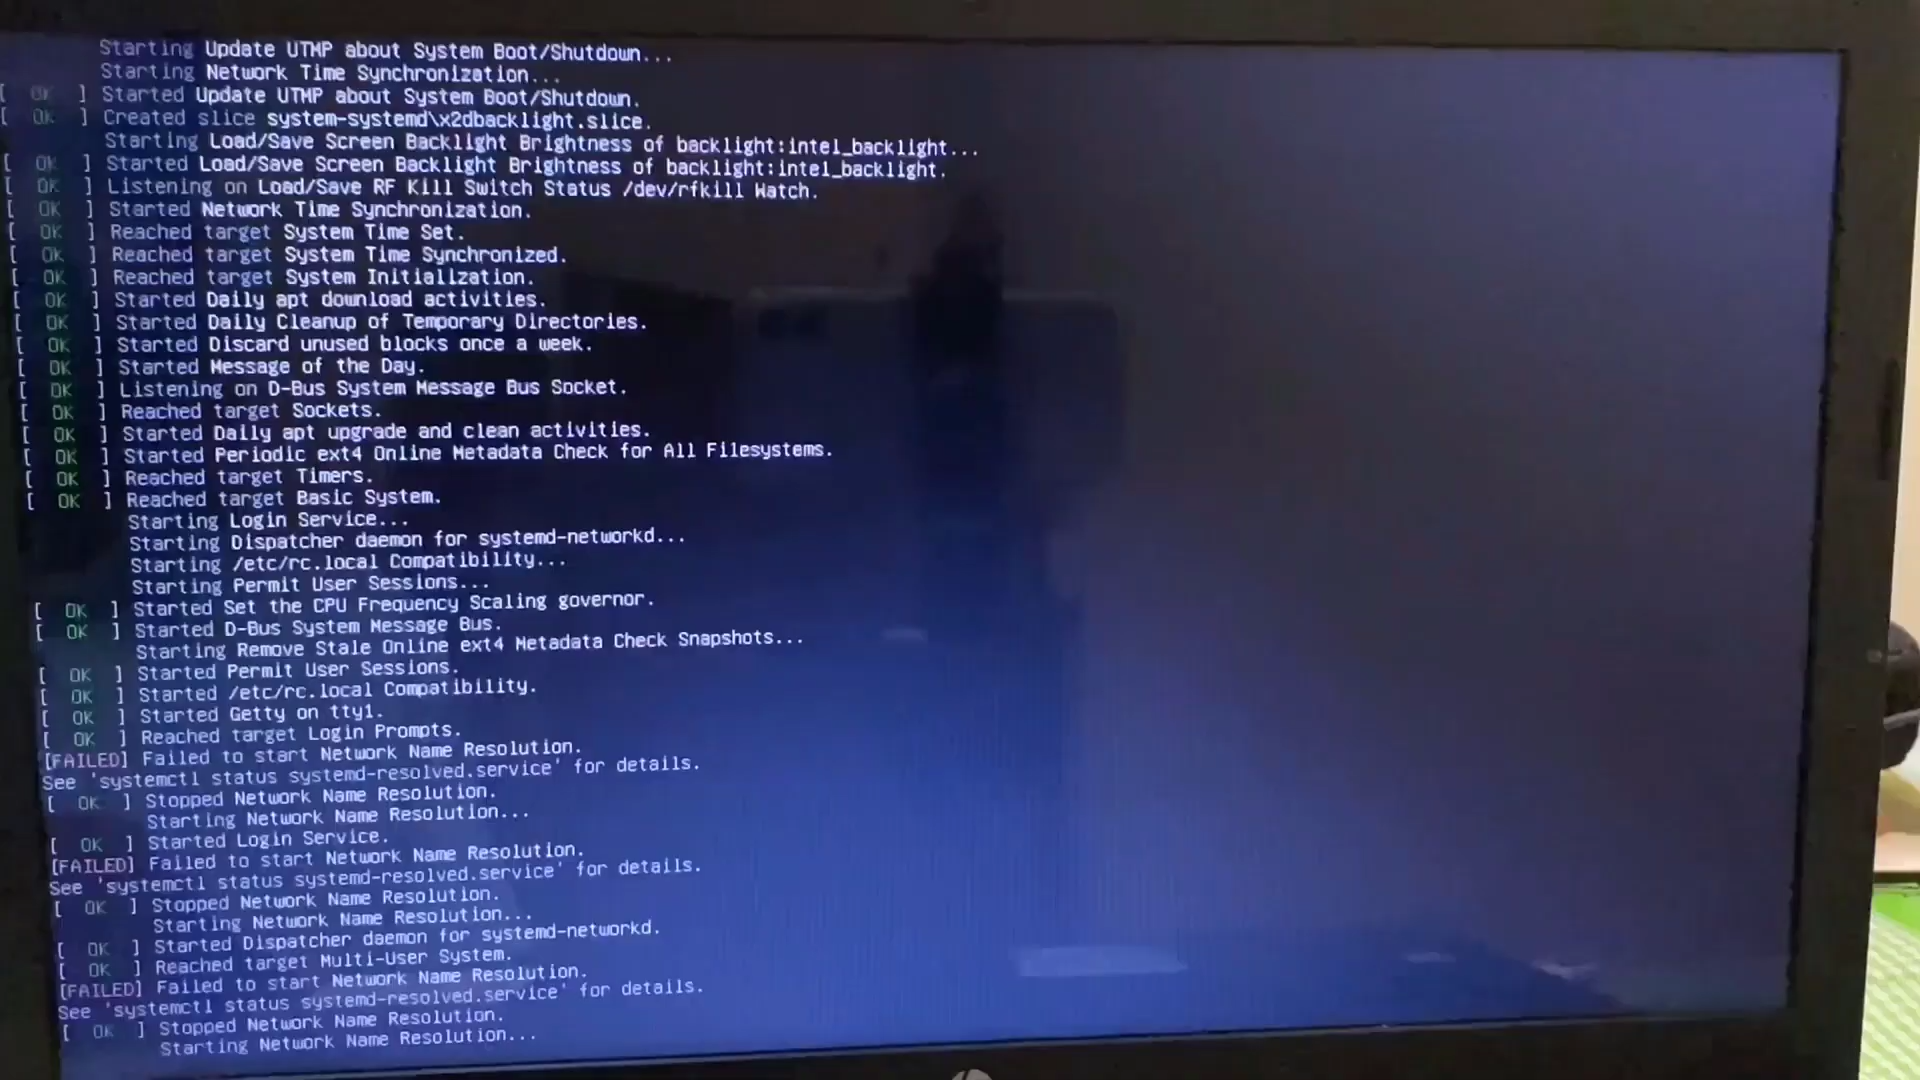 Starting Update UTMP about System Boot/Shutdown...
Starting Network Time Synchronization...
[ OK ] Started Update UTMP about System Boot/Shutdown.
[ OK ] Created slice system-systemd\x2dbacklight.slice.
Starting Load/Save Screen Backlight Brightness of backlight:intel_backlight...
[ OK ] Started Load/Save Screen Backlight Brightness of backlight:intel_backlight.
[ OK ] Listening on Load/Save RF Kill Switch Status /dev/rfkill Watch.
[ OK ] Started Network Time Synchronization.
[ OK ] Reached target System Time Set.
[ OK ] Reached target System Time Synchronized.
[ OK ] Reached target System Initialization.
[ OK ] Started Daily apt download activities.
[ OK ] Started Daily Cleanup of Temporary Directories.
[ OK ] Started Discard unused blocks once a week.
[ OK ] Started Message of the Day.
[ OK ] Listening on D-Bus System Message Bus Socket.
[ OK ] Reached target Sockets.
[ OK ] Started Daily apt upgrade and clean activities.
[ OK ] Started Periodic ext4 Online Metadata Check for All Filesystems.
[ OK ] Reached target Timers.
[ OK ] Reached target Basic System.
Starting Login Service...
Starting Dispatcher daemon for systemd-networkd...
Starting /etc/rc.local Compatibility...
Starting Permit User Sessions...
[ OK ] Started Set the CPU Frequency Scaling governor.
[ OK ] Started D-Bus System Message Bus.
Starting Remove Stale Online ext4 Metadata Check Snapshots...
[ OK ] Started Permit User Sessions.
[ OK ] Started /etc/rc.local Compatibility.
[ OK ] Started Getty on tty1.
[ OK ] Reached target Login Prompts.
[FAILED] Failed to start Network Name Resolution.
See 'systemctl status systemd-resolved.service' for details.
[ OK ] Stopped Network Name Resolution.
Starting Network Name Resolution...
[ OK ] Started Login Service.
[FAILED] Failed to start Network Name Resolution.
See 'systemctl status systemd-resolved.service' for details.
[ OK ] Stopped Network Name Resolution.
Starting Network Name Resolution...
[ OK ] Started Dispatcher daemon for systemd-networkd.
[ OK ] Reached target Multi-User System.
[FAILED] Failed to start Network Name Resolution.
See 'systemctl status systemd-resolved.service' for details.
[ OK ] Stopped Network Name Resolution.
Starting Network Name Resolution...